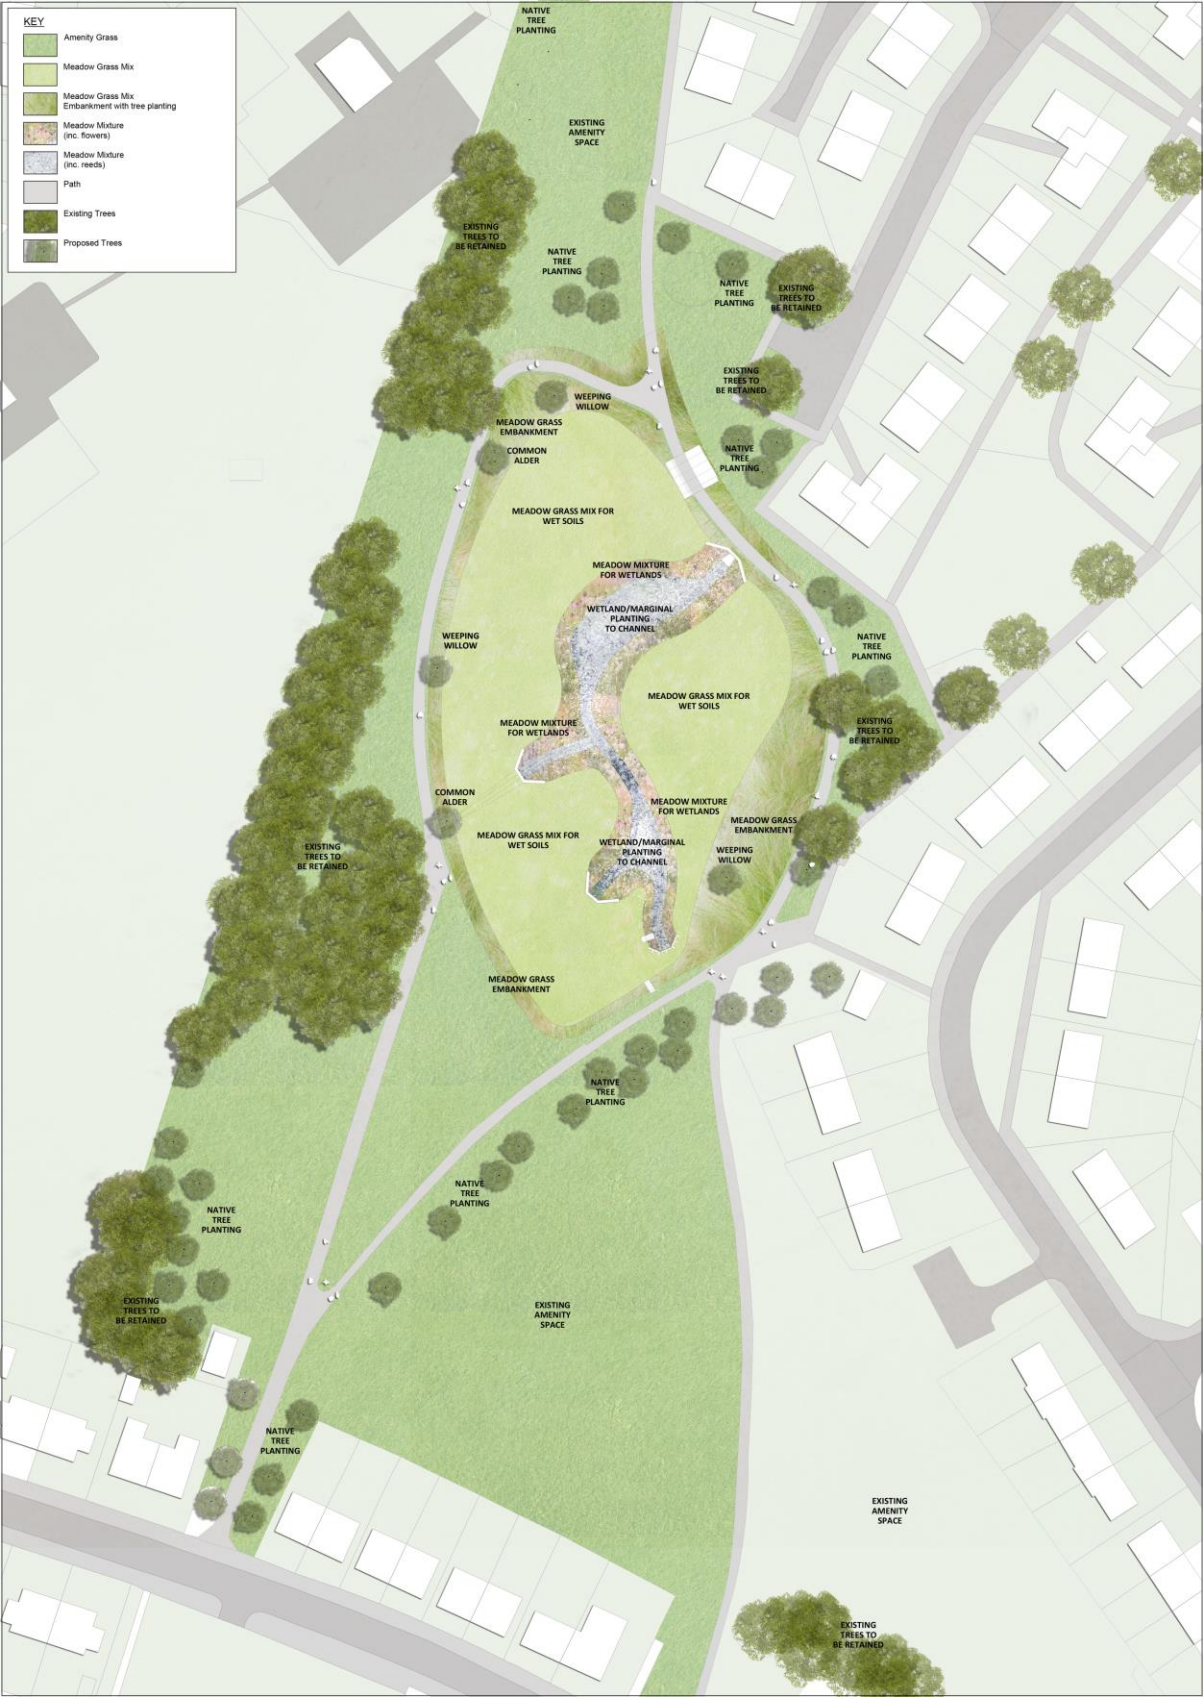 KEY
Amenity Grass
Meadow Grass Mix
Meadow Grass Mix
Embankment with tree planting
Meadow Mixture
(inc. flowers)
Meadow Mixture
(inc. reeds)
Path
Existing Trees
Proposed Trees
NATIVE
TREE
PLANTING
EXISTING
AMENITY
SPACE
EXISTING
TREES TO
BE RETAINED
NATIVE
TREE
PLANTING
NATIVE
TREE
PLANTING
EXISTING
TREES TO
BE RETAINED
EXISTING
TREES TO
BE RETAINED
WEEPING
WILLOW
MEADOW GRASS
EMBANKMENT
COMMON
ALDER
NATIVE
TREE
PLANTING
MEADOW GRASS MIX FOR
WET SOILS
MEADOW MIXTURE
FOR WETLANDS
WETLAND/MARGINAL
PLANTING
TO CHANNEL
WEEPING
WILLOW
NATIVE
TREE
PLANTING
MEADOW GRASS MIX FOR
WET SOILS
MEADOW MIXTURE
FOR WETLANDS
EXISTING
TREES TO
BE RETAINED
COMMON
ALDER
MEADOW MIXTURE
FOR WETLANDS
MEADOW GRASS
EMBANKMENT
MEADOW GRASS MIX FOR
WET SOILS
WETLAND/MARGINAL
PLANTING
TO CHANNEL
WEEPING
WILLOW
EXISTING
TREES TO
BE RETAINED
MEADOW GRASS
EMBANKMENT
NATIVE
TREE
PLANTING
NATIVE
TREE
PLANTING
NATIVE
TREE
PLANTING
EXISTING
TREES TO
BE RETAINED
EXISTING
AMENITY
SPACE
NATIVE
TREE
PLANTING
EXISTING
AMENITY
SPACE
EXISTING
TREES TO
BE RETAINED